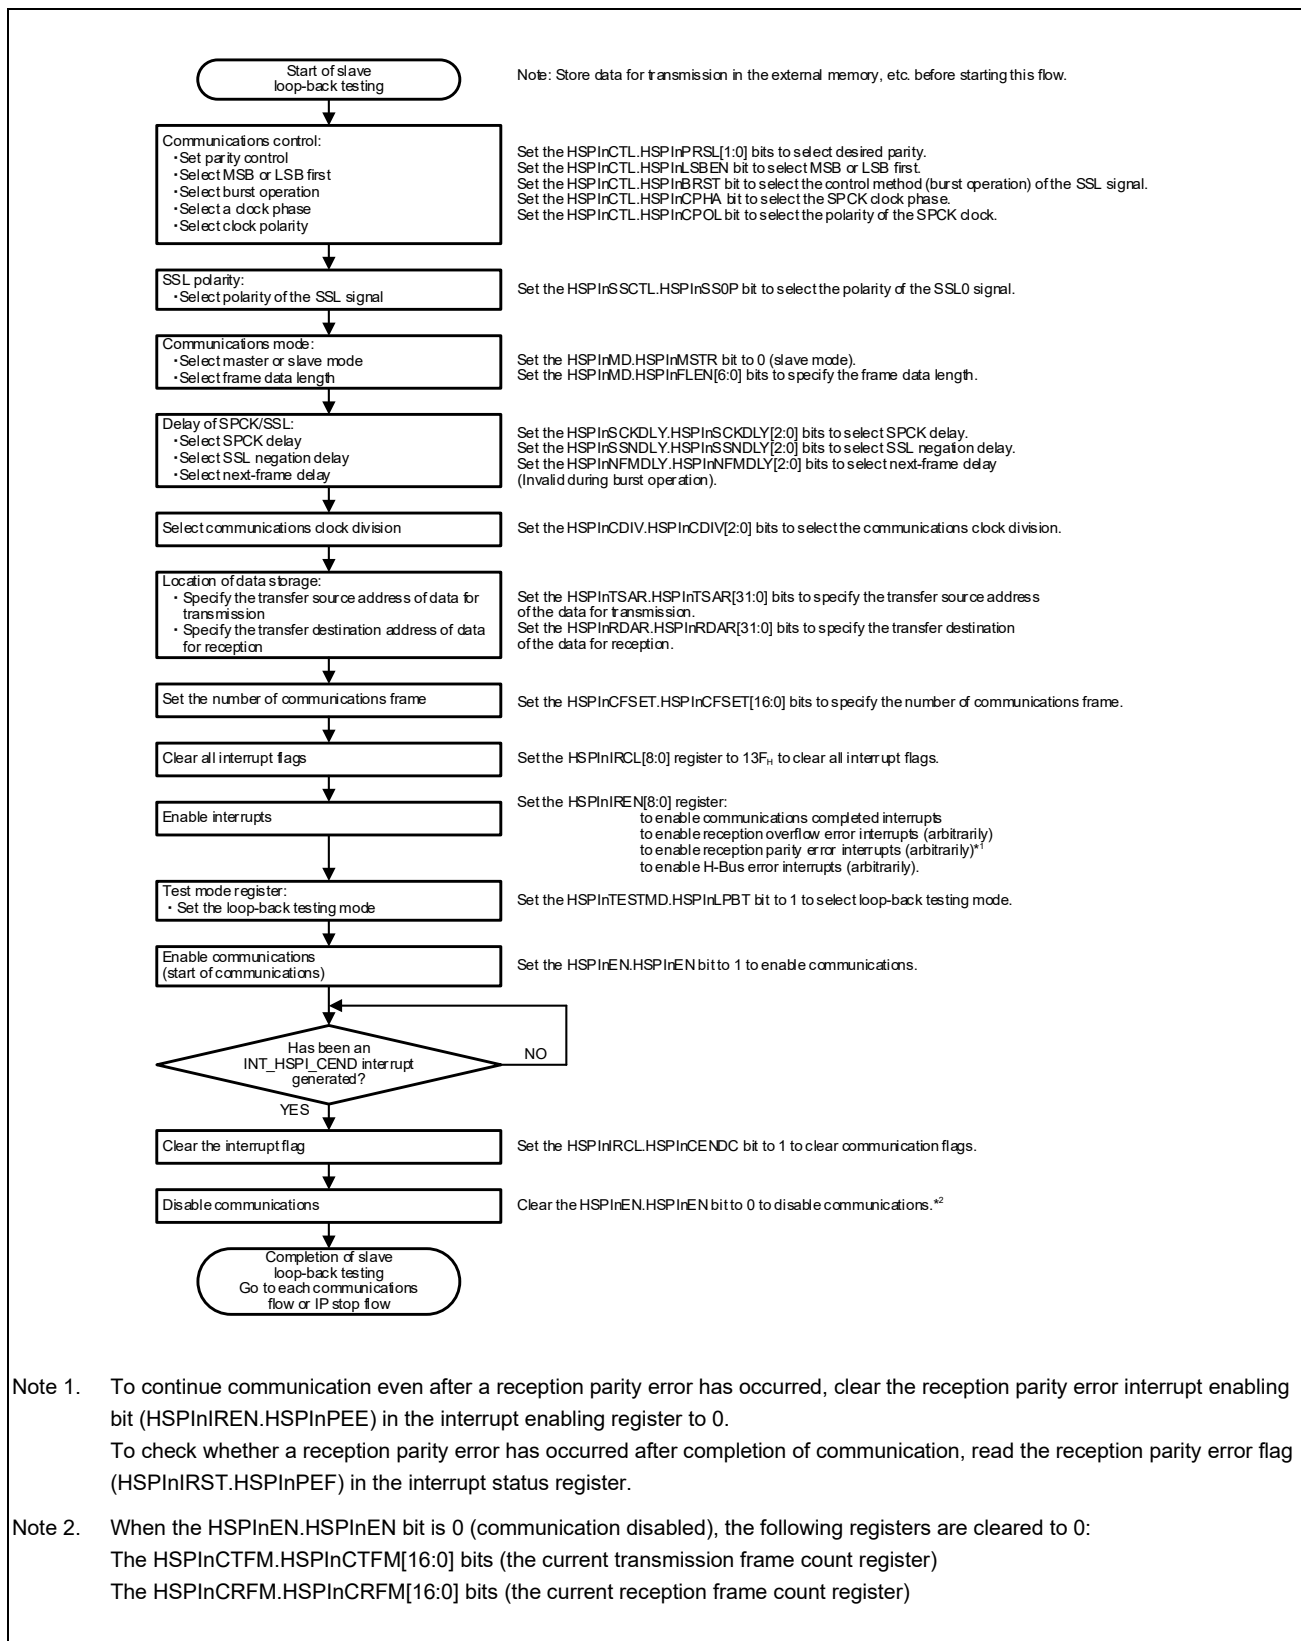 Start of slave
loop-back testing
Note: Store data for transmission in the external memory, etc. before starting this flow.
Communications control:
・Set parity control
・Select MSB or LSB first
・Select burst operation
・Select a clock phase
・Select clock polarity
Set the HSPInCTL.HSPInPRSL[1:0] bits to select desired parity.
Set the HSPInCTL.HSPInLSBEN bit to select MSB or LSB first.
Set the HSPInCTL.HSPInBRST bit to select the control method (burst operation) of the SSL signal.
Set the HSPInCTL.HSPInCPHA bit to select the SPCK clock phase.
Set the HSPInCTL.HSPInCPOL bit to select the polarity of the SPCK clock.
SSL polarity:
・Select polarity of the SSL signal
Set the HSPInSSCTL.HSPInSS0P bit to select the polarity of the SSL0 signal.
Communications mode:
・Select master or slave mode
・Select frame data length
Set the HSPInMD.HSPInMSTR bit to 0 (slave mode).
Set the HSPInMD.HSPInFLEN[6:0] bits to specify the frame data length.
Delay of SPCK/SSL:
・Select SPCK delay
・Select SSL negation delay
・Select next-frame delay
Set the HSPInSCKDLY.HSPInSCKDLY[2:0] bits to select SPCK delay.
Set the HSPInSSNDLY.HSPInSSNDLY[2:0] bits to select SSL negation delay.
Set the HSPInNFMDLY.HSPInNFMDLY[2:0] bits to select next-frame delay
(Invalid during burst operation).
Select communications clock division
Set the HSPInCDIV.HSPInCDIV[2:0] bits to select the communications clock division.
Location of data storage:
・ Specify the transfer source address of data for
transmission
・ Specify the transfer destination address of data
for reception
Set the HSPInTSAR.HSPInTSAR[31:0] bits to specify the transfer source address
of the data for transmission.
Set the HSPInRDAR.HSPInRDAR[31:0] bits to specify the transfer destination
of the data for reception.
Set the number of communications frame
Set the HSPInCFSET.HSPInCFSET[16:0] bits to specify the number of communications frame.
Clear all interrupt flags
Set the HSPInIRCL[8:0] register to 13FH to clear all interrupt flags.
Enable interrupts
Set the HSPInIREN[8:0] register:
to enable communications completed interrupts
to enable reception overflow error interrupts (arbitrarily)
to enable reception parity error interrupts (arbitrarily)*1
to enable H-Bus error interrupts (arbitrarily).
Test mode register:
・ Set the loop-back testing mode
Set the HSPInTESTMD.HSPInLPBT bit to 1 to select loop-back testing mode.
Enable communications
(start of communications)
Set the HSPInEN.HSPInEN bit to 1 to enable communications.
Has been an
INT_HSPI_CEND interrupt
generated?
NO
YES
Clear the interrupt flag
Set the HSPInIRCL.HSPInCENDC bit to 1 to clear communication flags.
Disable communications
Clear the HSPInEN.HSPInEN bit to 0 to disable communications.*2
Completion of slave
loop-back testing
Go to each communications
flow or IP stop flow
Note 1. To continue communication even after a reception parity error has occurred, clear the reception parity error interrupt enabling
bit (HSPInIREN.HSPInPEE) in the interrupt enabling register to 0.
To check whether a reception parity error has occurred after completion of communication, read the reception parity error flag
(HSPInIRST.HSPInPEF) in the interrupt status register.
Note 2. When the HSPInEN.HSPInEN bit is 0 (communication disabled), the following registers are cleared to 0:
The HSPInCTFM.HSPInCTFM[16:0] bits (the current transmission frame count register)
The HSPInCRFM.HSPInCRFM[16:0] bits (the current reception frame count register)